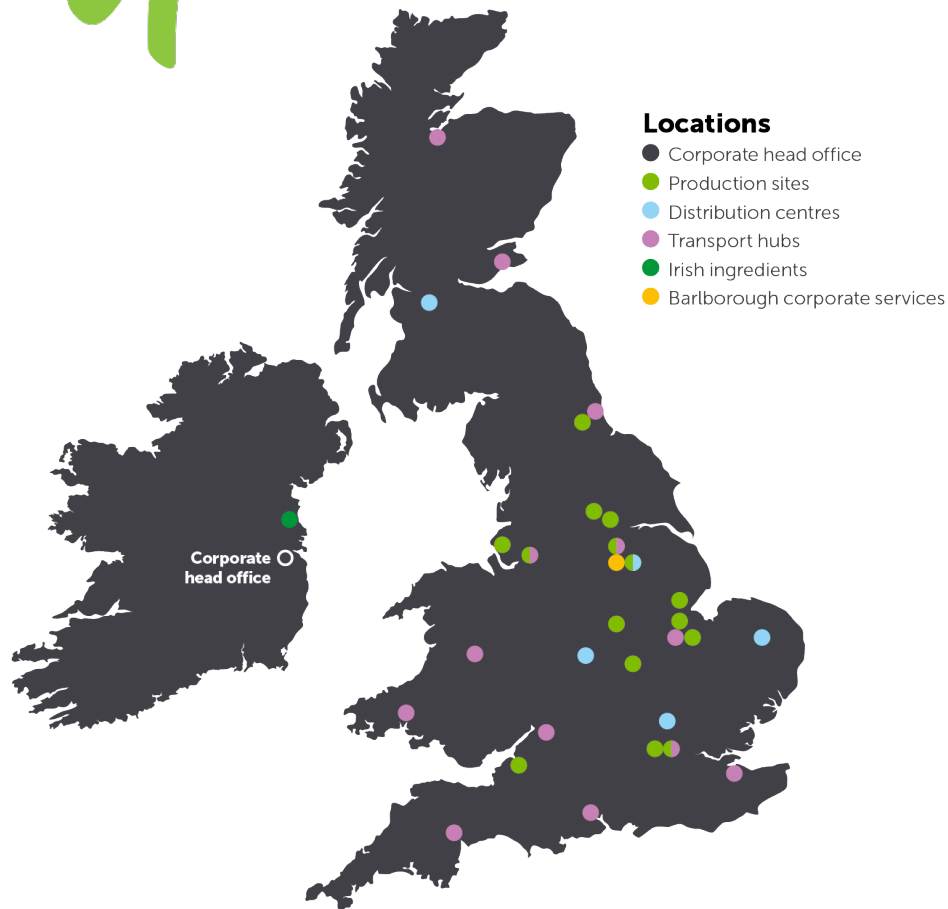 Locations
Corporate head office
Production sites
Distribution centres
Transport hubs
Irish ingredients
Barlborough corporate services
Corporate
head office